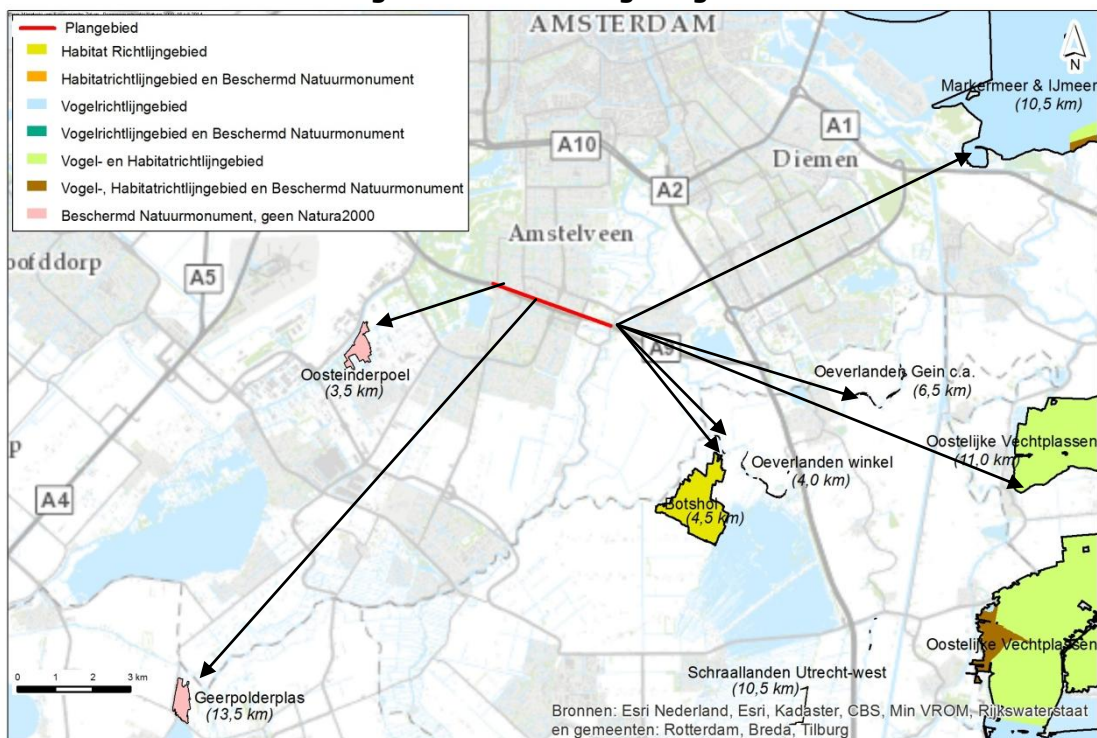 AMSTERDAM
Plangebied
Habitat Richtlijngebied
Habitatrichtlijngebied en Beschermd Natuurmonument
Vogelrichtlijngebied
Vogelrichtlijngebied en Beschermd Natuurmonument
Vogel- en Habitatrichtlijngebied
Vogel-, Habitatrichtlijngebied en Beschermd Natuurmonument
Beschermd Natuurmonument, geen Natura2000
N
Markermeer & IJmeer
(10,5 km)
A1
A10
Diemen
A2
Amstelveen
oofddorp
A5
A9
Oosteinderpoel
(3,5 km)
Oeverlanden Gein c.a.
(6,5 km)
Oostelijke Vechtplassen
(11,0 km)
Oeverlanden winkel
(4,0 km)
Botshol
(4,5 km)
p
A4
Oostelijke Vechtplassen
Schraallanden Utrecht-west
(10,5 km)
0 1 2 3 km
Geerpolderplas
(13,5 km)
Bronnen: Esri Nederland, Esri, Kadaster, CBS, Min VROM, Rijkswaterstaat
en gemeenten: Rotterdam, Breda, Tilburg